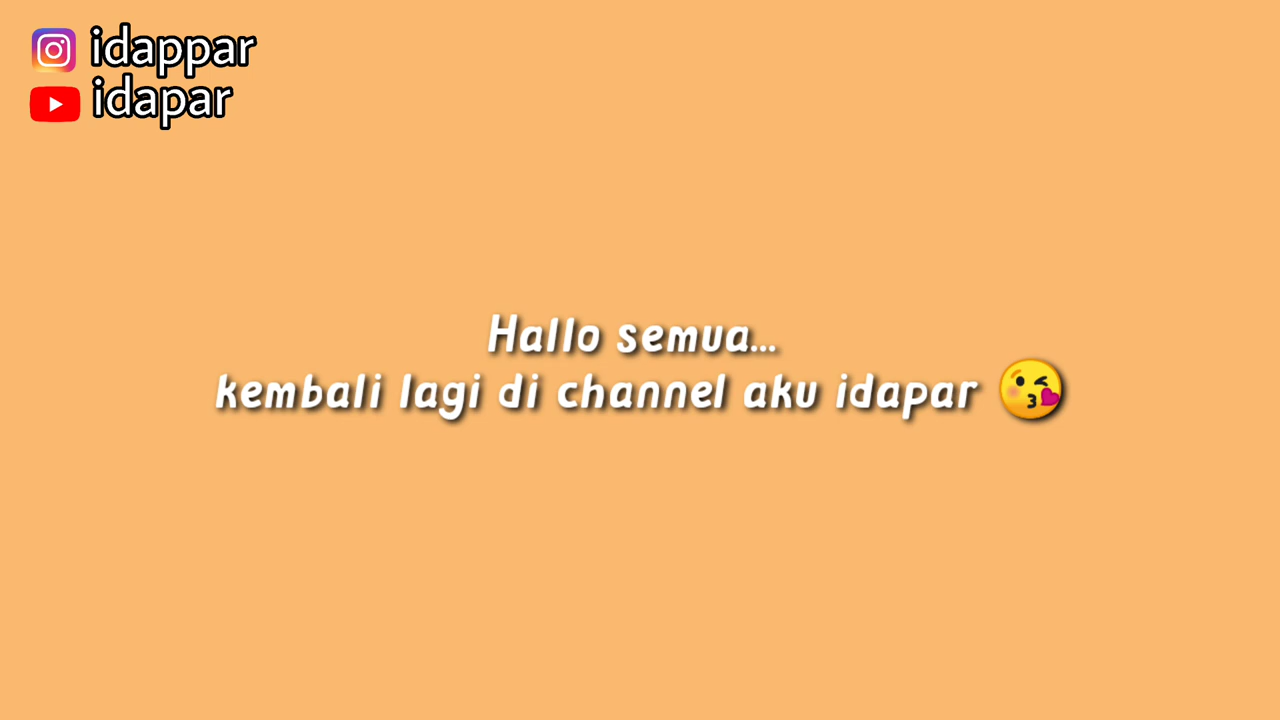 idappar
idapar
Hallo semua...
kembali lagi di channel aku idapar 😘